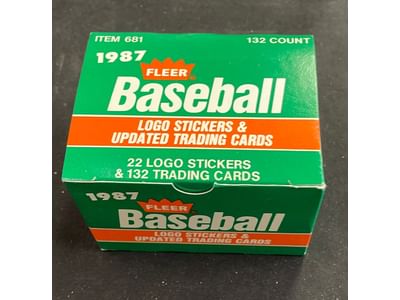 ITEM 681 132 COUNT
1987
FLEER
Baseball
LOGO STICKERS &
UPDATED TRADING CARDS
22 LOGO STICKERS
& 132 TRADING CARDS
1987
FLEER
Baseball
LOGO STICKERS &
UPDATED TRADING CARDS